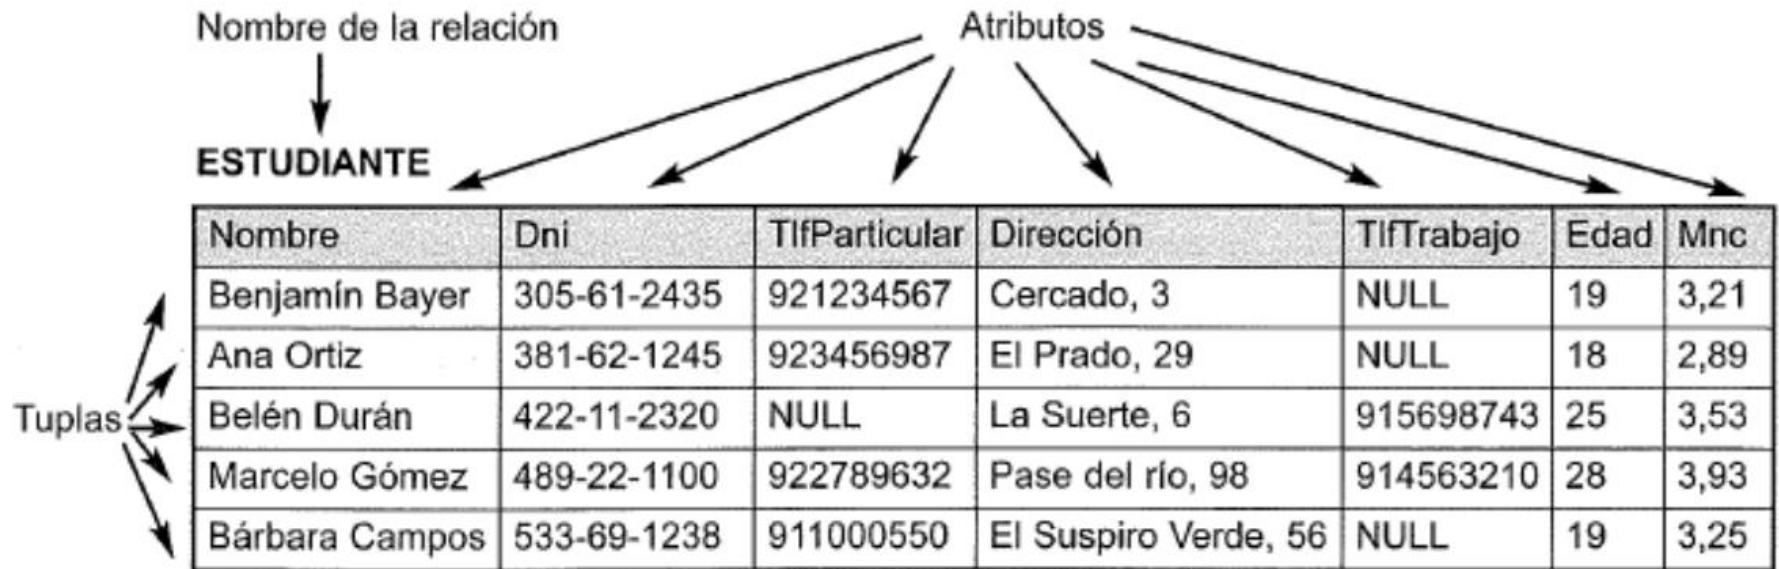 Nombre de la relación
Atributos
ESTUDIANTE
Nombre Dni TlfParticular Dirección TlfTrabajo Edad Mnc
Benjamín Bayer 305-61-2435 921234567 Cercado, 3 NULL 19 3,21
Ana Ortiz 381-62-1245 923456987 El Prado, 29 NULL 18 2,89
Tuplas
Belén Durán 422-11-2320 NULL La Suerte, 6 915698743 25 3,53
Marcelo Gómez 489-22-1100 922789632 Pase del río, 98 914563210 28 3,93
Bárbara Campos 533-69-1238 911000550 El Suspiro Verde, 56 NULL 19 3,25